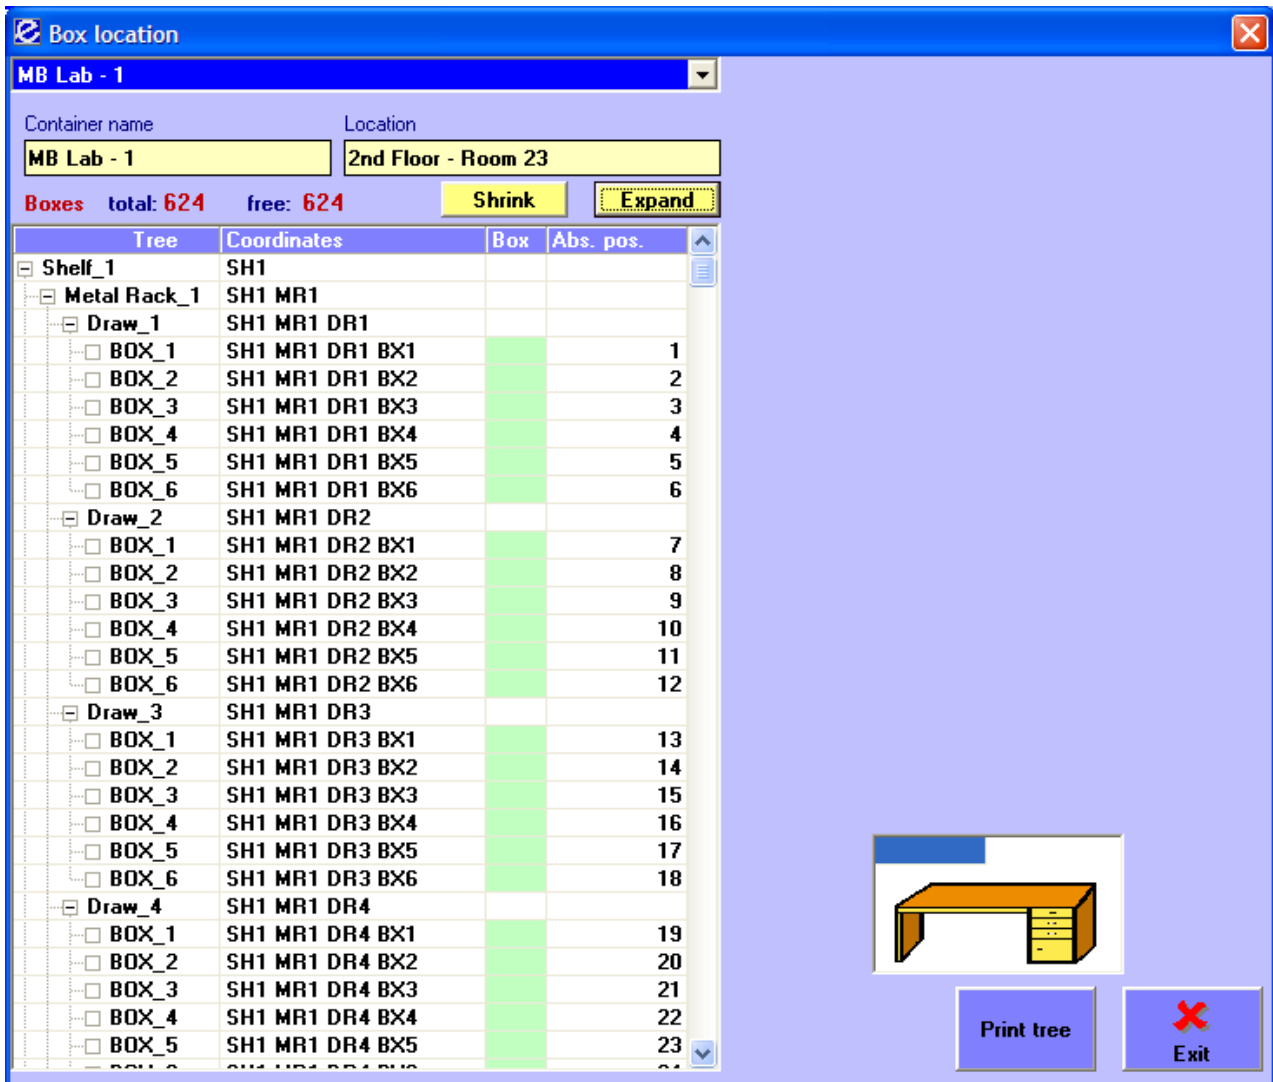 Box location
MB Lab - 1
Container name Location
MB Lab - 1 2nd Floor - Room 23
Boxes total: 624 free: 624 Shrink Expand
Tree Coordinates Box Abs. pos.
Shelf_1 SH1
Metal Rack_1 SH1 MR1
Draw_1 SH1 MR1 DR1
BOX_1 SH1 MR1 DR1 BX1 1
BOX_2 SH1 MR1 DR1 BX2 2
BOX_3 SH1 MR1 DR1 BX3 3
BOX_4 SH1 MR1 DR1 BX4 4
BOX_5 SH1 MR1 DR1 BX5 5
BOX_6 SH1 MR1 DR1 BX6 6
Draw_2 SH1 MR1 DR2
BOX_1 SH1 MR1 DR2 BX1 7
BOX_2 SH1 MR1 DR2 BX2 8
BOX_3 SH1 MR1 DR2 BX3 9
BOX_4 SH1 MR1 DR2 BX4 10
BOX_5 SH1 MR1 DR2 BX5 11
BOX_6 SH1 MR1 DR2 BX6 12
Draw_3 SH1 MR1 DR3
BOX_1 SH1 MR1 DR3 BX1 13
BOX_2 SH1 MR1 DR3 BX2 14
BOX_3 SH1 MR1 DR3 BX3 15
BOX_4 SH1 MR1 DR3 BX4 16
BOX_5 SH1 MR1 DR3 BX5 17
BOX_6 SH1 MR1 DR3 BX6 18
Draw_4 SH1 MR1 DR4
BOX_1 SH1 MR1 DR4 BX1 19
BOX_2 SH1 MR1 DR4 BX2 20
BOX_3 SH1 MR1 DR4 BX3 21
BOX_4 SH1 MR1 DR4 BX4 22
BOX_5 SH1 MR1 DR4 BX5 23
Print tree
Exit